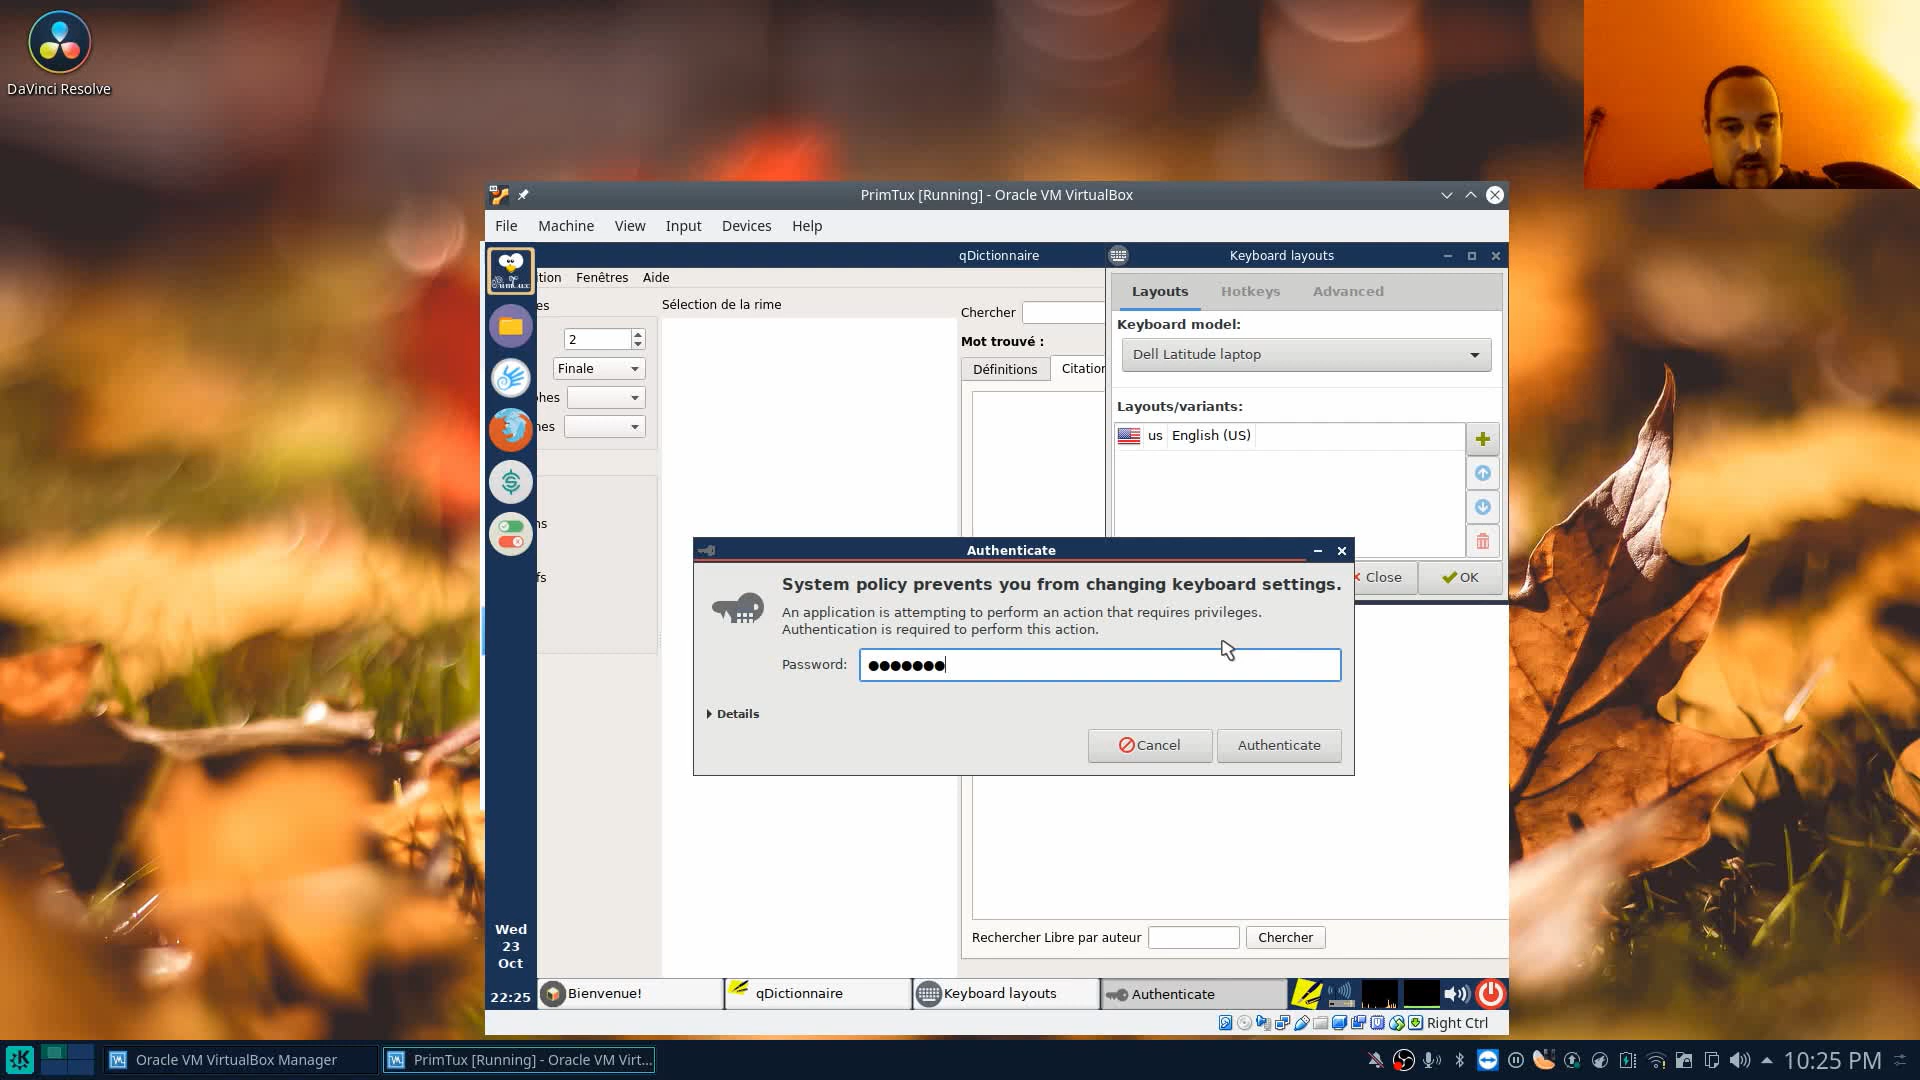 DaVinci Resolve
PrimTux [Running] - Oracle VM VirtualBox
File Machine View Input Devices Help
qDictionnaire
Keyboard layouts
tion Fenêtres Aide
es
Sélection de la rime
Chercher
2
Mot trouvé :
Finale
Définitions
Citation
hes
nes
ns
fs
Layouts Hotkeys Advanced
Keyboard model:
Dell Latitude laptop
Layouts/variants:
us English (US)
Close
OK
Authenticate
System policy prevents you from changing keyboard settings.
An application is attempting to perform an action that requires privileges.
Authentication is required to perform this action.
Password: ●●●●●●●
Details
Cancel
Authenticate
Rechercher Libre par auteur
Chercher
Wed
23
Oct
22:25
Bienvenue!
qDictionnaire
Keyboard layouts
Authenticate
Right Ctrl
Oracle VM VirtualBox Manager
PrimTux [Running] - Oracle VM Virt...
10:25 PM